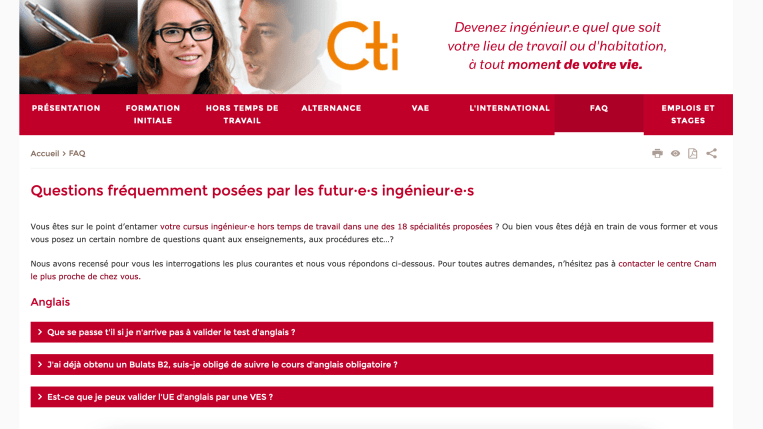 Cti
Devenez ingénieur.e quel que soit
votre lieu de travail ou d'habitation,
à tout moment de votre vie.
PRÉSENTATION
FORMATION
INITIALE
HORS TEMPS DE
TRAVAIL
ALTERNANCE
VAE
L'INTERNATIONAL
FAQ
EMPLOIS ET
STAGES
Accueil > FAQ
Questions fréquemment posées par les futur·e·s ingénieur·e·s
Vous êtes sur le point d'entamer votre cursus ingénieur·e hors temps de travail dans une des 18 spécialités proposées ? Ou bien vous êtes déjà en train de vous former et vous
vous posez un certain nombre de questions quant aux enseignements, aux procédures etc…?
Nous avons recensé pour vous les interrogations les plus courantes et nous vous répondons ci-dessous. Pour toutes autres demandes, n'hésitez pas à contacter le centre Cnam
le plus proche de chez vous.
Anglais
Que se passe t'il si je n'arrive pas à valider le test d'anglais ?
J'ai déjà obtenu un Bulats B2, suis-je obligé de suivre le cours d'anglais obligatoire ?
Est-ce que je peux valider l'UE d'anglais par une VES ?